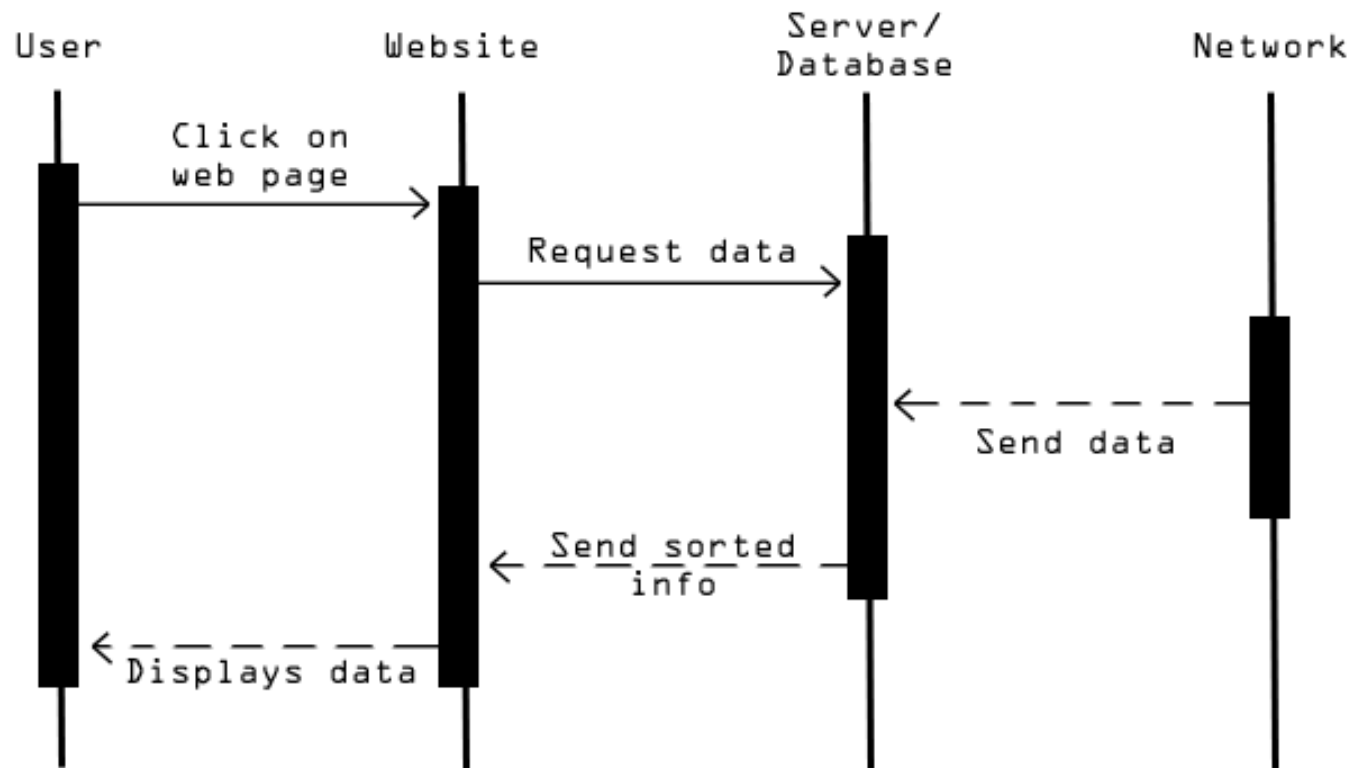 User
Website
Server/
Database
Network
Click on
web page
Request data
Send data
Send sorted
info
Displays data